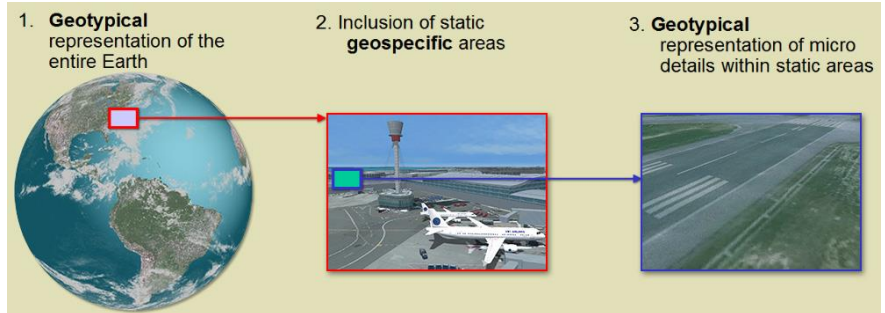 1. Geotypical
representation of the
entire Earth
2. Inclusion of static
geospecific areas
3. Geotypical
representation of micro
details within static areas